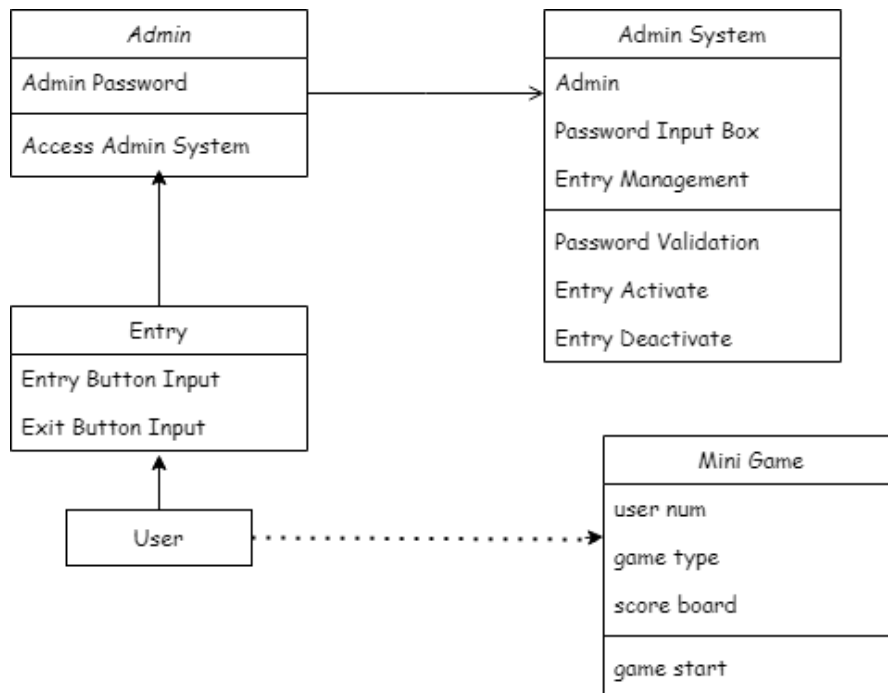 Admin
Admin Password
Access Admin System
Admin System
Admin
Password Input Box
Entry Management
Password Validation
Entry Activate
Entry Deactivate
Entry
Entry Button Input
Exit Button Input
User
Mini Game
user num
game type
score board
game start